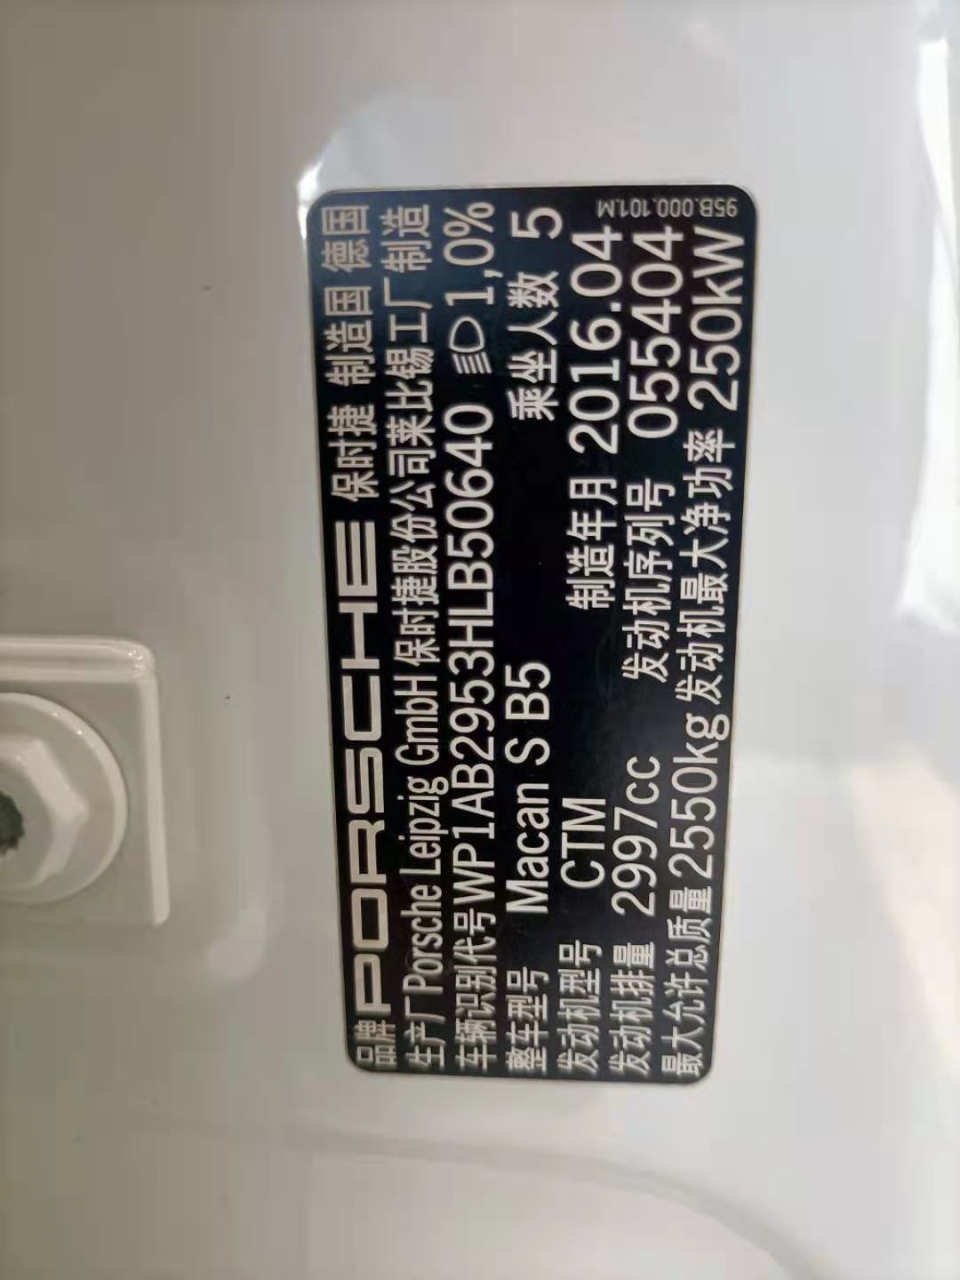 品牌 PORSCHE 保时捷 制造国 德国
生产厂 Porsche Leipzig GmbH 保时捷股份公司莱比锡工厂制造
车辆识别代号 WP1AB2953HLB50640 1,0%
整车型号 Macan S B5 乘坐人数 5
发动机型号 CTM 制造年月 2016.04
发动机排量 2997cc 发动机序列号 055404
最大允许总质量 2550kg 发动机最大净功率 250kW
95B.000.101.M